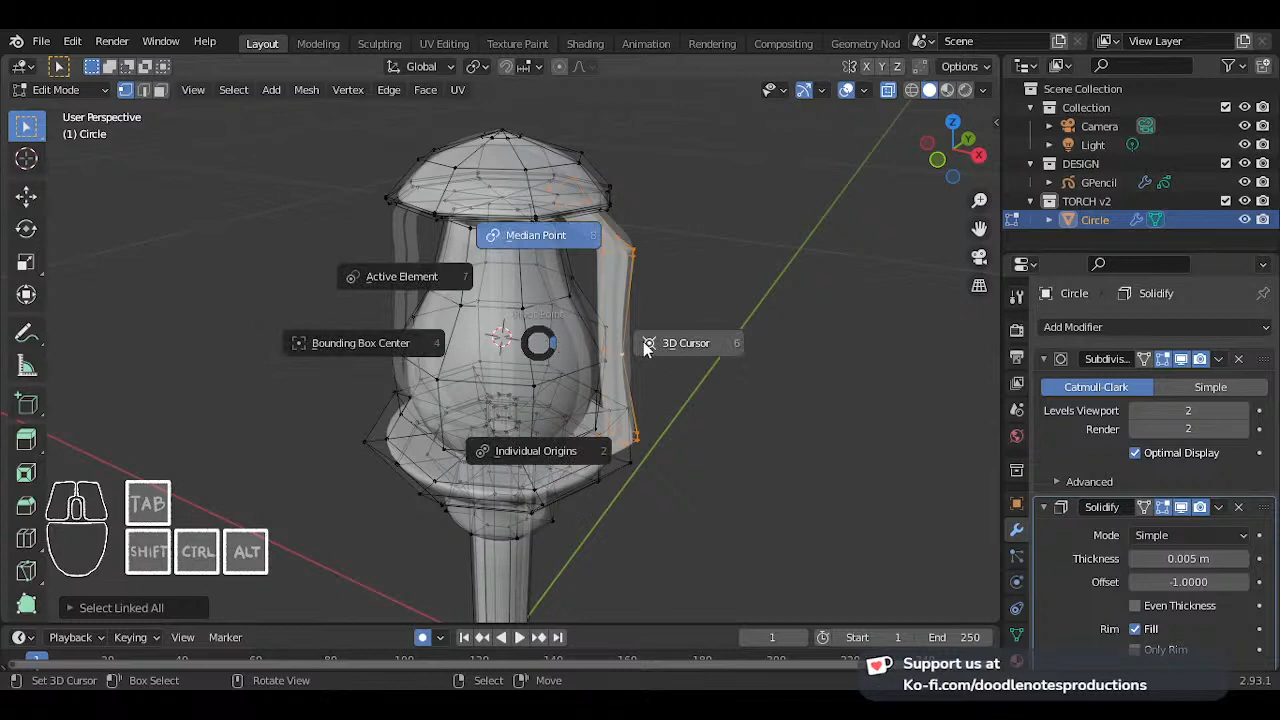 File Edit Render Window Help Layout Modeling Sculpting UV Editing Texture Paint Shading Animation Rendering Compositing Geometry Nod Scene View Layer
Global X Y Z Options
Edit Mode View Select Add Mesh Vertex Edge Face UV
User Perspective
(1) Circle
Z
Y
X
Median Point 8
Active Element 7
Pivot Point
Bounding Box Center 4
3D Cursor 6
Individual Origins 2
TAB
SHIFT CTRL ALT
Select Linked All
Scene Collection
Collection
Camera
Light
DESIGN
GPencil
TORCH v2
Circle
Circle Solidify
Add Modifier
Subdivis..
Catmull-Clark Simple
Levels Viewport 2
Render 2
Optimal Display
Advanced
Solidify
Mode Simple
Thickness 0.005 m
Offset -1.0000
Even Thickness
Rim Fill
Only Rim
Playback Keying View Marker 1 Start 1 End 250
1
Set 3D Cursor Box Select Rotate View Select Move 2.93.1
Support us at
Ko-fi.com/doodlenotesproductions